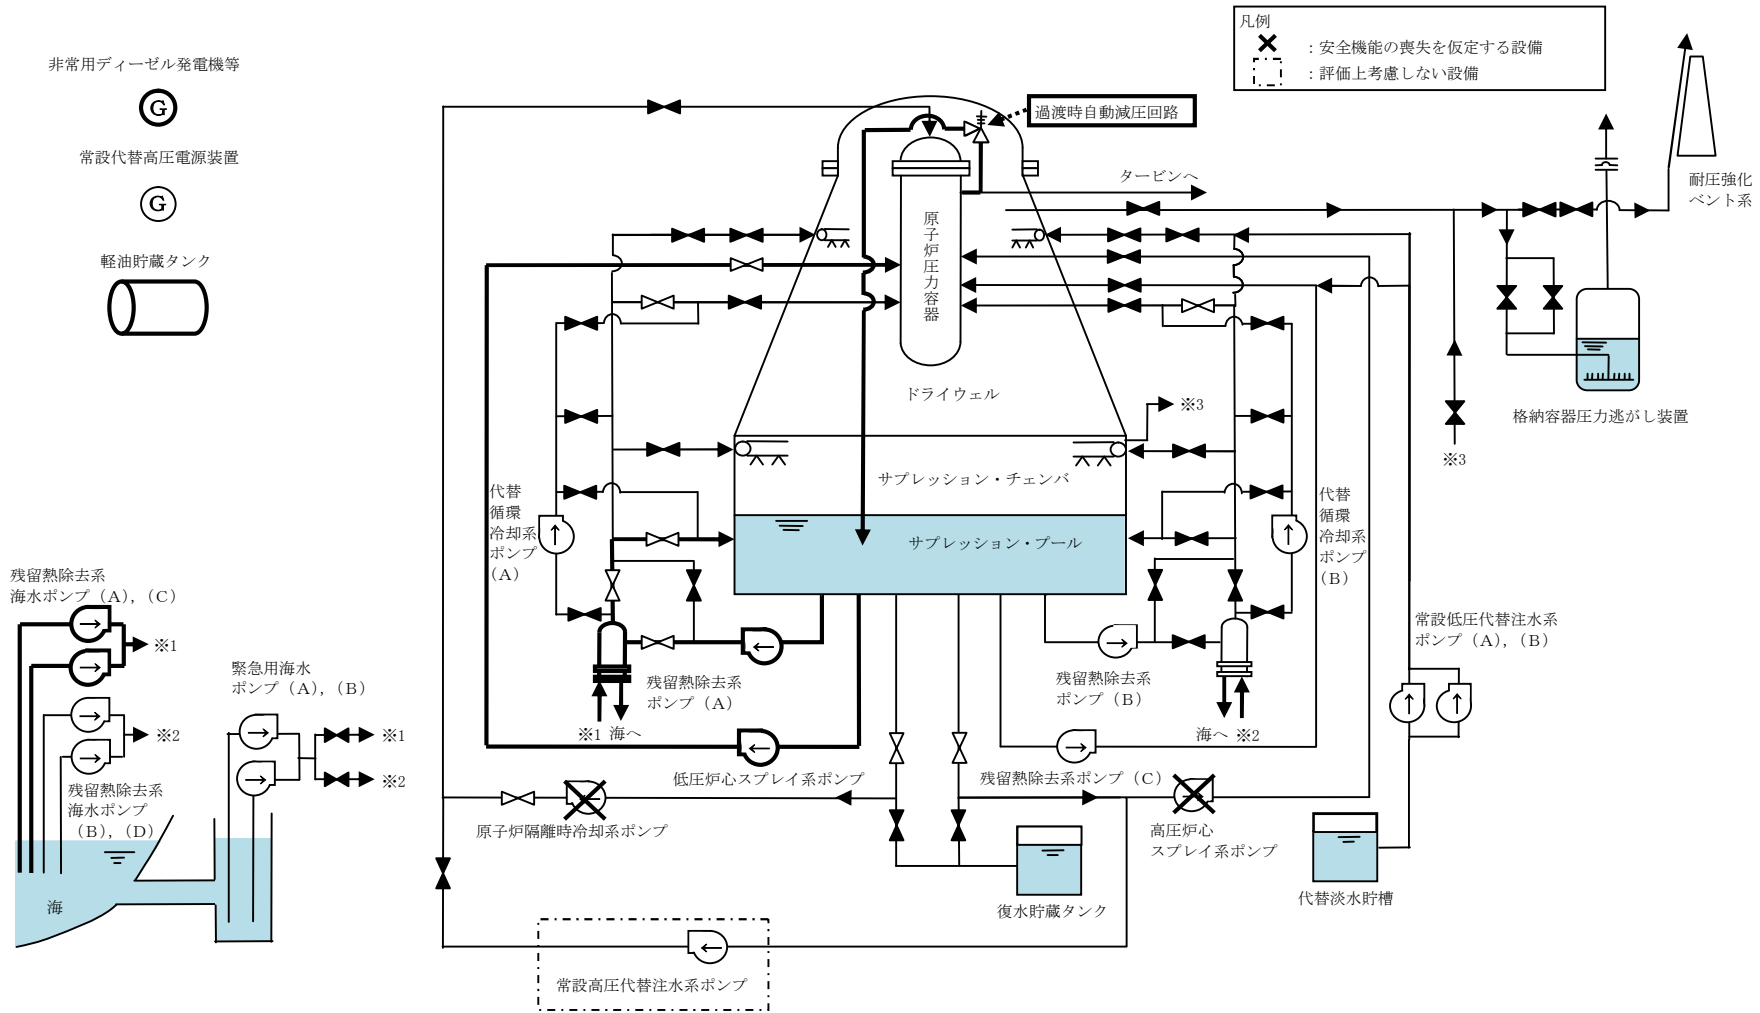 凡例
：安全機能の喪失を仮定する設備
：評価上考慮しない設備
非常用ディーゼル発電機等
G
常設代替高圧電源装置
G
軽油貯蔵タンク
過渡時自動減圧回路
タービンへ
耐圧強化
ベント系
原子炉圧力容器
ドライウェル
※3
格納容器圧力逃がし装置
※3
サプレッション・チェンバ
サプレッション・プール
代替
循環
冷却系
ポンプ
（A）
代替
循環
冷却系
ポンプ
（B）
残留熱除去系
海水ポンプ（A），（C）
※1
※2
残留熱除去系
海水ポンプ
（B），（D）
緊急用海水
ポンプ（A），（B）
※1
※2
海
残留熱除去系
ポンプ（A）
※1 海へ
残留熱除去系
ポンプ（B）
海へ ※2
常設低圧代替注水系
ポンプ（A），（B）
低圧炉心スプレイ系ポンプ
残留熱除去系ポンプ（C）
原子炉隔離時冷却系ポンプ
高圧炉心
スプレイ系ポンプ
復水貯蔵タンク
代替淡水貯槽
常設高圧代替注水系ポンプ